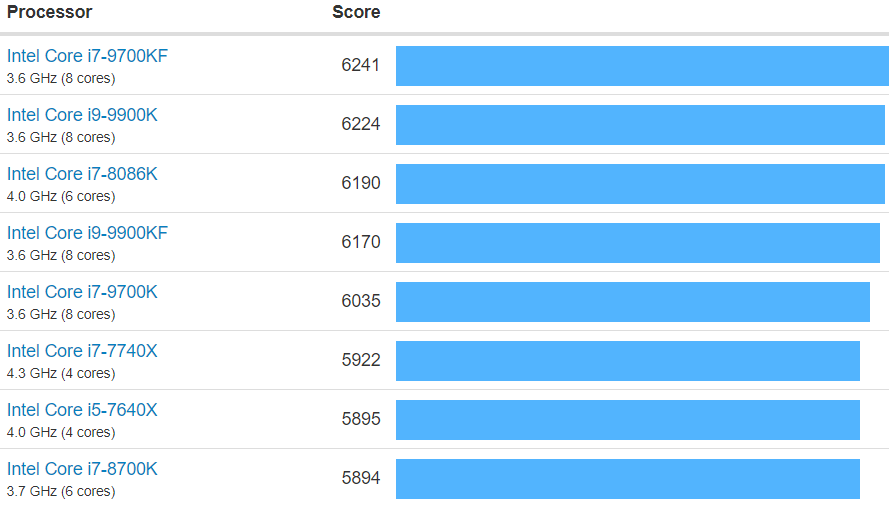 Processor Score
Intel Core i7-9700KF 6241
3.6 GHz (8 cores)
Intel Core i9-9900K 6224
3.6 GHz (8 cores)
Intel Core i7-8086K 6190
4.0 GHz (6 cores)
Intel Core i9-9900KF 6170
3.6 GHz (8 cores)
Intel Core i7-9700K 6035
3.6 GHz (8 cores)
Intel Core i7-7740X 5922
4.3 GHz (4 cores)
Intel Core i5-7640X 5895
4.0 GHz (4 cores)
Intel Core i7-8700K 5894
3.7 GHz (6 cores)